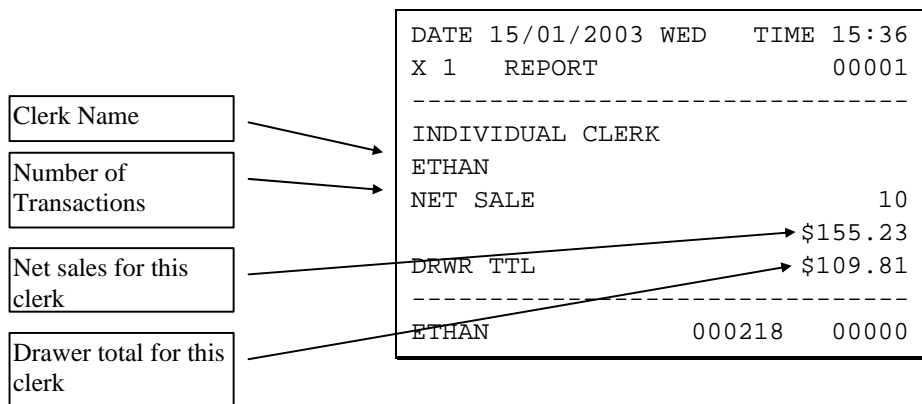 DATE 15/01/2003 WED TIME 15:36
X 1 REPORT 00001
--------------------------------
INDIVIDUAL CLERK
ETHAN
NET SALE 10
$155.23
DRWR TTL $109.81
--------------------------------
ETHAN 000218 00000
Clerk Name
Number of
Transactions
Net sales for this
clerk
Drawer total for this
clerk